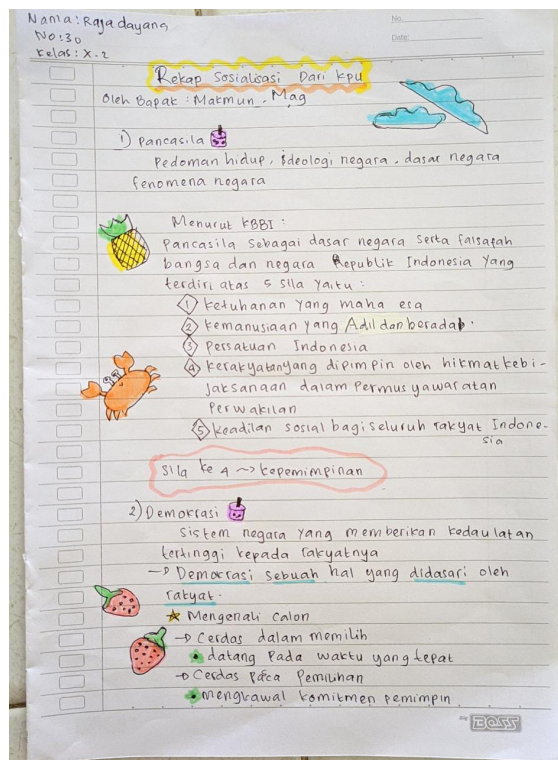 Nama: Raja dayang
No: 30
Kelas: X-2
No.
Date:
Rekap Sosialisasi Dari kpu
Oleh Bapak: Makmun, Mag
1) Pancasila
Pedoman hidup, ideologi negara, dasar negara
fenomena negara
Menurut KBBI:
Pancasila sebagai dasar negara serta falsafah
bangsa dan negara Republik Indonesia yang
terdiri atas 5 sila yaitu:
1 Ketuhanan yang maha esa
2 kemanusiaan yang Adil dan beradab.
3 Persatuan Indonesia
4 kerakyatanyang dipimpin oleh hikmat kebi-
jaksanaan dalam Permusyawaratan
Perwakilan
5 Keadilan sosial bagi seluruh rakyat Indone-
sia
Sila ke 4 ~> kepemimpinan
2) Demokrasi
Sistem negara yang memberikan kedaulatan
tertinggi kepada rakyatnya
→ Demokrasi sebuah hal yang didasari oleh
rakyat.
★ Mengenali calon
→ Cerdas dalam memilih
• datang Pada waktu yang tepat
→ Cerdas Pasca Pemilihan
• mengkawal komitmen pemimpin
BOSS